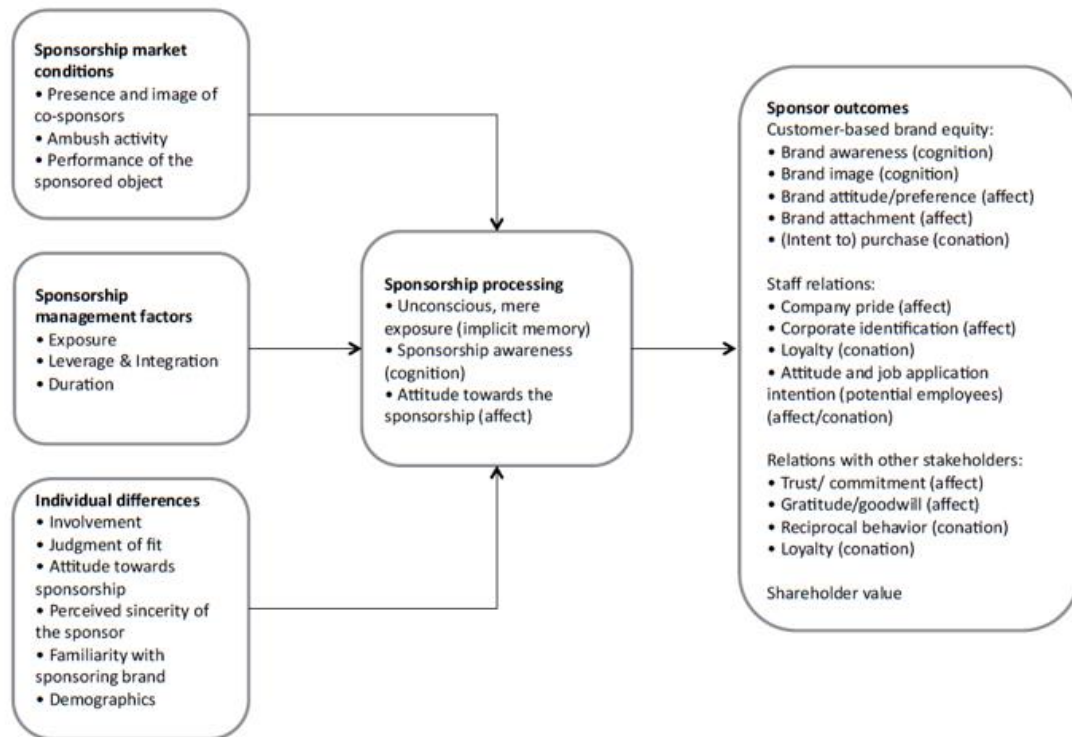 Sponsorship market
conditions
• Presence and image of
co-sponsors
• Ambush activity
• Performance of the
sponsored object
Sponsorship
management factors
• Exposure
• Leverage & Integration
• Duration
Individual differences
• Involvement
• Judgment of fit
• Attitude towards
sponsorship
• Perceived sincerity of
the sponsor
• Familiarity with
sponsoring brand
• Demographics
Sponsorship processing
• Unconscious, mere
exposure (implicit memory)
• Sponsorship awareness
(cognition)
• Attitude towards the
sponsorship (affect)
Sponsor outcomes
Customer-based brand equity:
• Brand awareness (cognition)
• Brand image (cognition)
• Brand attitude/preference (affect)
• Brand attachment (affect)
• (Intent to) purchase (conation)
Staff relations:
• Company pride (affect)
• Corporate identification (affect)
• Loyalty (conation)
• Attitude and job application
intention (potential employees)
(affect/conation)
Relations with other stakeholders:
• Trust/ commitment (affect)
• Gratitude/goodwill (affect)
• Reciprocal behavior (conation)
• Loyalty (conation)
Shareholder value